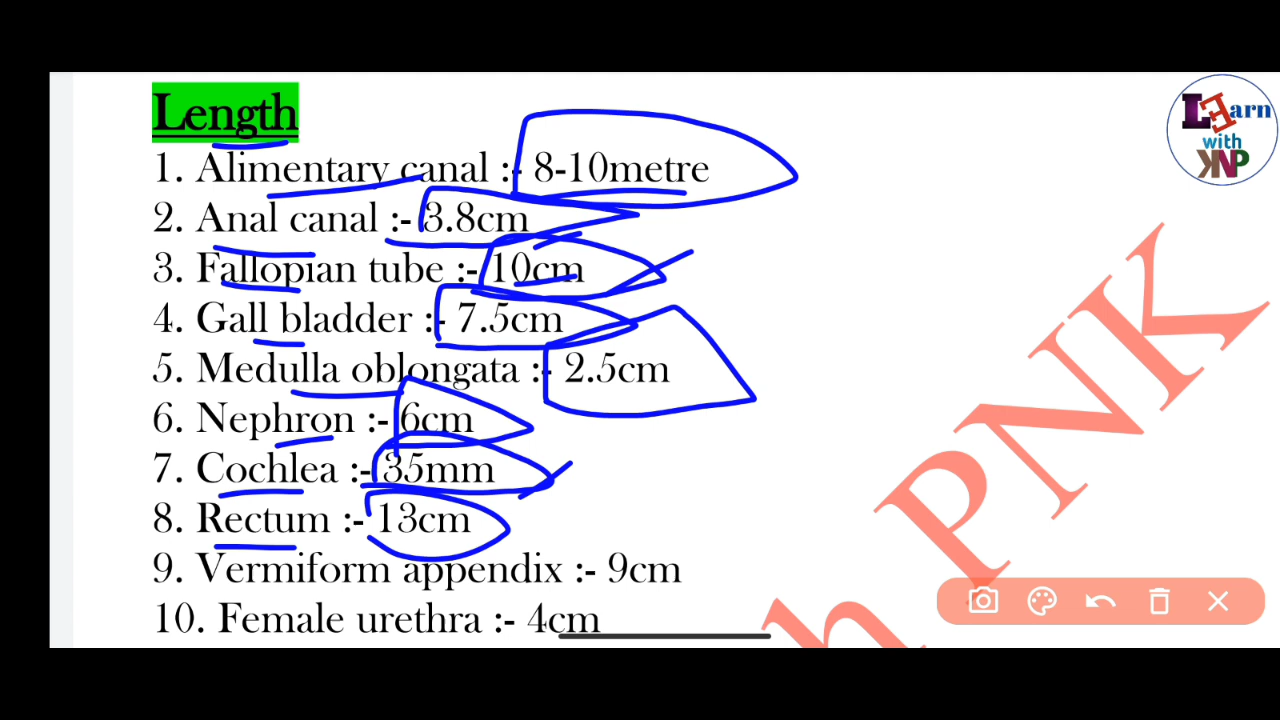 Length
1. Alimentary canal :- 8-10metre
2. Anal canal :- 3.8cm
3. Fallopian tube :- 10cm
4. Gall bladder :- 7.5cm
5. Medulla oblongata :- 2.5cm
6. Nephron :- 6cm
7. Cochlea :- 35mm
8. Rectum :- 13cm
9. Vermiform appendix :- 9cm
10. Female urethra :- 4cm
LEarn
with
KNP
h PNK